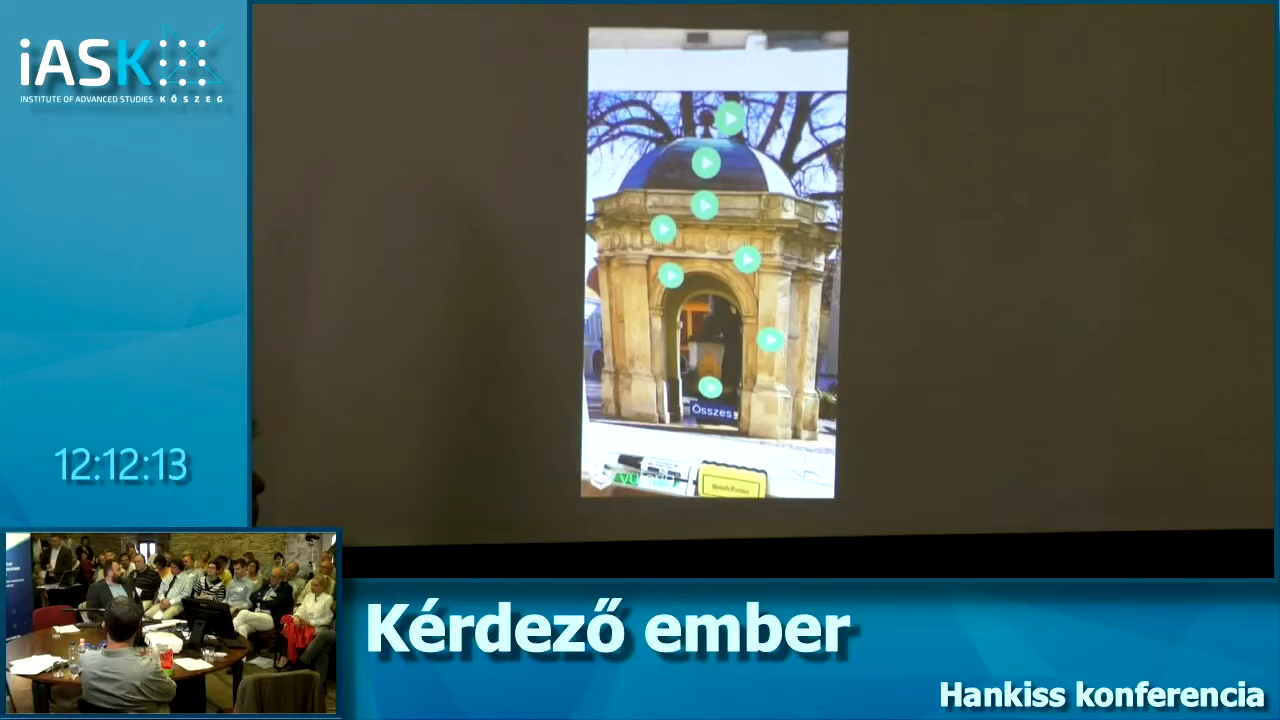 iASK
INSTITUTE OF ADVANCED STUDIES KŐSZEG
Összes
12:12:13
Kérdező ember
Hankiss konferencia